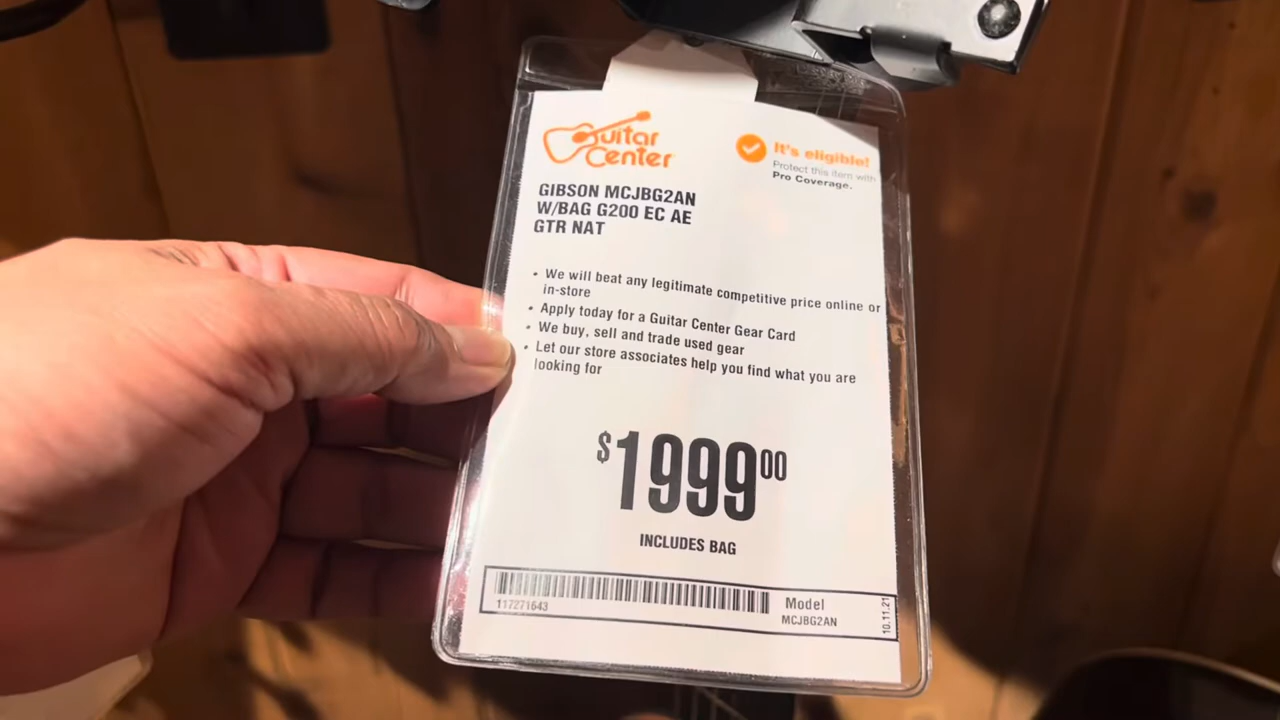 Guitar
Center
It's eligible!
Protect this item with
Pro Coverage.
GIBSON MCJBG2AN
W/BAG G200 EC AE
GTR NAT
• We will beat any legitimate competitive price online or
in-store
• Apply today for a Guitar Center Gear Card
• We buy, sell and trade used gear
• Let our store associates help you find what you are
looking for
$199900
INCLUDES BAG
117271643
Model
MCJBG2AN
10.11.21